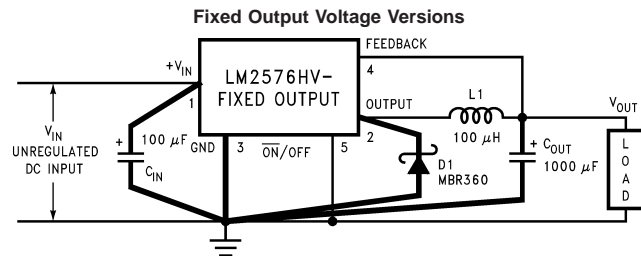 Fixed Output Voltage Versions
FEEDBACK
+VIN
LM2576HV-
FIXED OUTPUT
4
1
OUTPUT
L1
VOUT
VIN
UNREGULATED
DC INPUT
+
100 μF
CIN
GND
3
O̅N̅/OFF
5
2
100 μH
D1
MBR360
+
COUT
1000 μF
LOAD